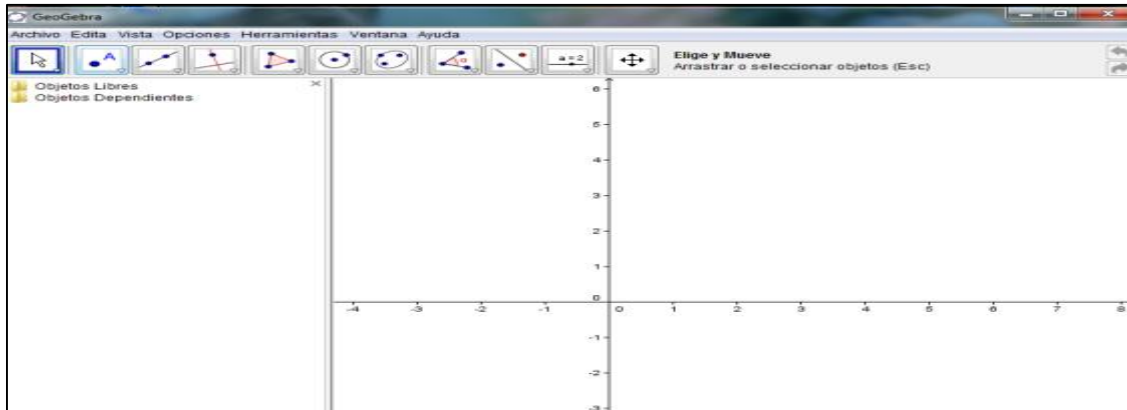 GeoGebra
Archivo Edita Vista Opciones Herramientas Ventana Ayuda
A
α
a=2
Elige y Mueve
Arrastrar o seleccionar objetos (Esc)
Objetos Libres
Objetos Dependientes
6
5
4
3
2
1
0
-4 -3 -2 -1 0 1 2 3 4 5 6 7 8
-1
-2
-3